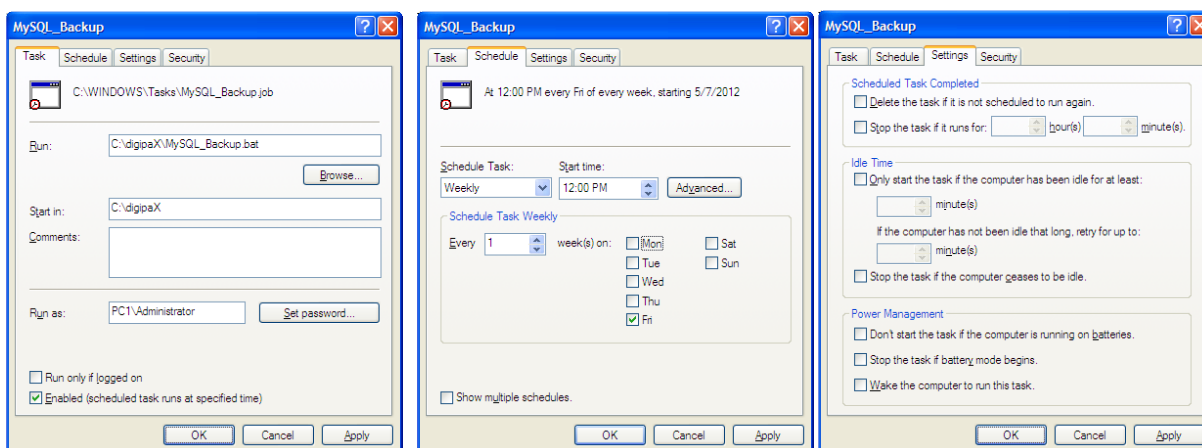 MySQL_Backup
Task Schedule Settings Security
C:\WINDOWS\Tasks\MySQL_Backup.job
Run: C:\digipaX\MySQL_Backup.bat
Browse...
Start in: C:\digipaX
Comments:
Run as: PC1\Administrator Set password...
Run only if logged on
Enabled (scheduled task runs at specified time)
OK Cancel Apply
MySQL_Backup
Task Schedule Settings Security
At 12:00 PM every Fri of every week, starting 5/7/2012
Schedule Task: Start time:
Weekly 12:00 PM Advanced...
Schedule Task Weekly
Every 1 week(s) on: Mon Sat
Tue Sun
Wed
Thu
Fri
Show multiple schedules.
OK Cancel Apply
MySQL_Backup
Task Schedule Settings Security
Scheduled Task Completed
Delete the task if it is not scheduled to run again.
Stop the task if it runs for: hour(s) minute(s).
Idle Time
Only start the task if the computer has been idle for at least:
minute(s)
If the computer has not been idle that long, retry for up to:
minute(s)
Stop the task if the computer ceases to be idle.
Power Management
Don't start the task if the computer is running on batteries.
Stop the task if battery mode begins.
Wake the computer to run this task.
OK Cancel Apply